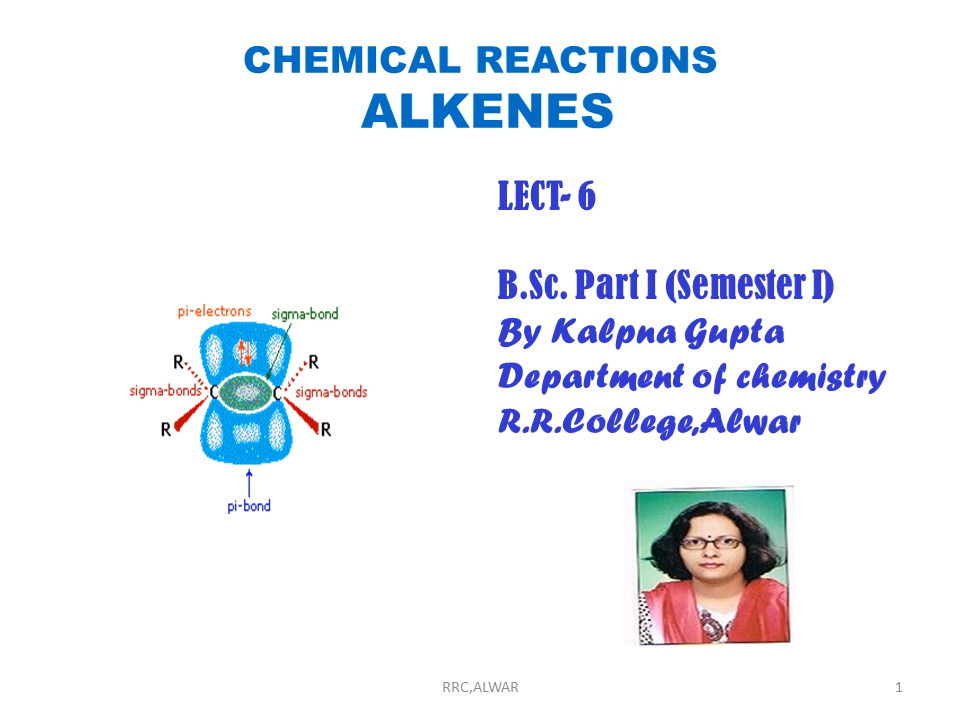 CHEMICAL REACTIONS
ALKENES
LECT- 6
B.Sc. Part I (Semester I)
By Kalpna Gupta
Department of chemistry
R.R.College,Alwar
pi-electrons
sigma-bond
R R
sigma-bonds C C sigma-bonds
R R
pi-bond
RRC,ALWAR
1